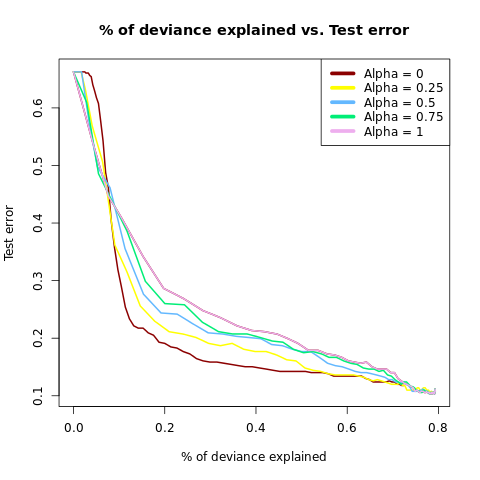 % of deviance explained vs. Test error
Alpha = 0
Alpha = 0.25
Alpha = 0.5
Alpha = 0.75
Alpha = 1
Test error
0.6
0.5
0.4
0.3
0.2
0.1
0.0 0.2 0.4 0.6 0.8
% of deviance explained